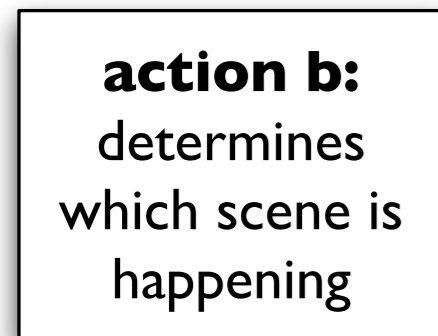 action b:
determines
which scene is
happening